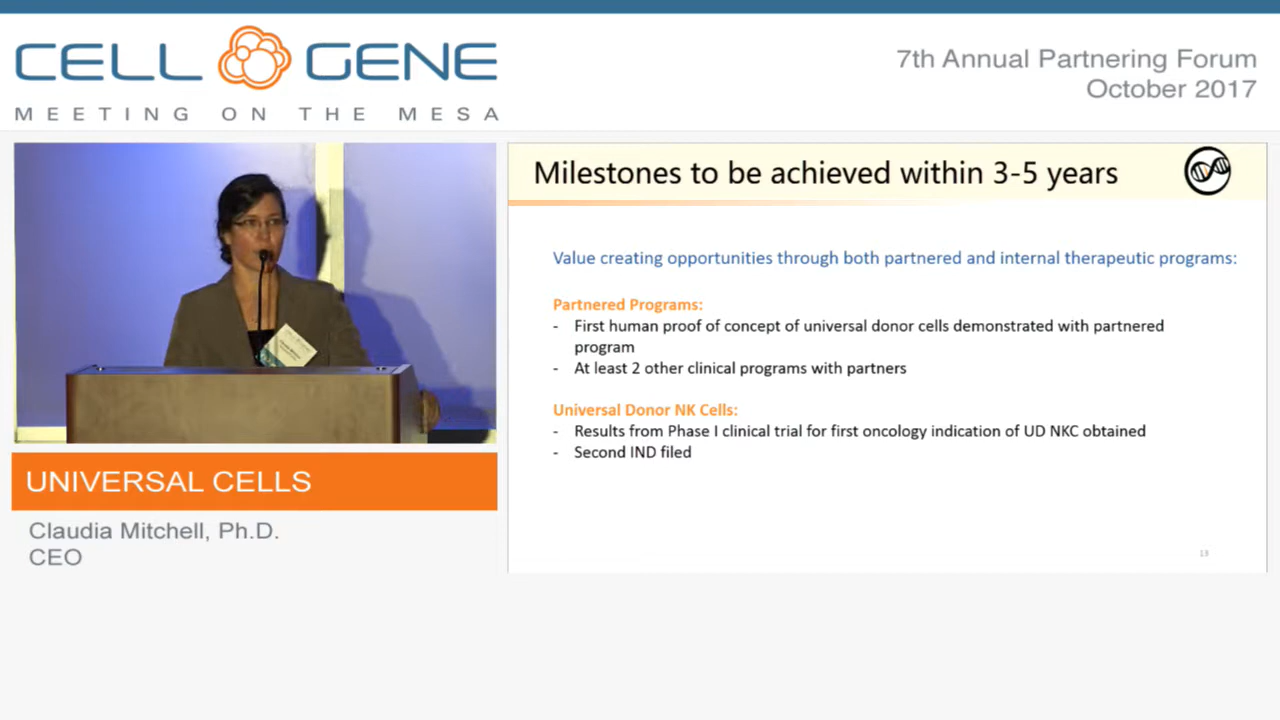 CELL GENE
MEETING ON THE MESA
7th Annual Partnering Forum
October 2017
UNIVERSAL CELLS
Claudia Mitchell, Ph.D.
CEO
Milestones to be achieved within 3-5 years
Value creating opportunities through both partnered and internal therapeutic programs:
Partnered Programs:
- First human proof of concept of universal donor cells demonstrated with partnered
program
- At least 2 other clinical programs with partners
Universal Donor NK Cells:
- Results from Phase I clinical trial for first oncology indication of UD NKC obtained
- Second IND filed